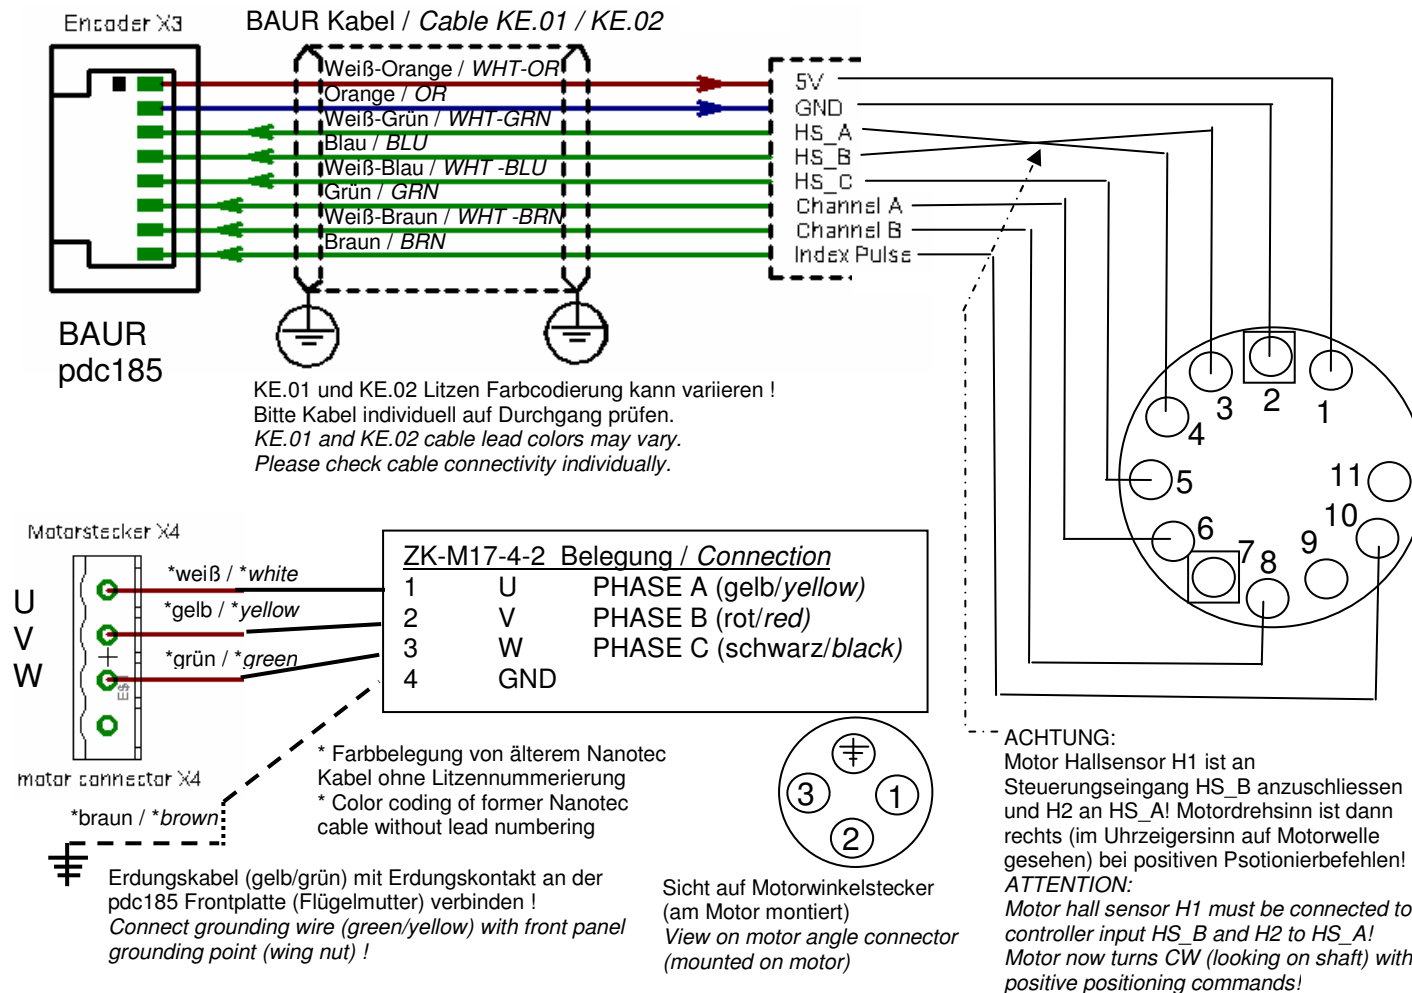 Encoder X3
BAUR Kabel / Cable KE.01 / KE.02
Weiß-Orange / WHT-OR
Orange / OR
Weiß-Grün / WHT-GRN
Blau / BLU
Weiß-Blau / WHT -BLU
Grün / GRN
Weiß-Braun / WHT -BRN
Braun / BRN
5V
GND
HS_A
HS_B
HS_C
Channel A
Channel B
Index Pulse
BAUR
pdc185
KE.01 und KE.02 Litzen Farbcodierung kann variieren !
Bitte Kabel individuell auf Durchgang prüfen.
KE.01 and KE.02 cable lead colors may vary.
Please check cable connectivity individually.
1
2
3
4
5
6
7
8
9
10
11
Motorstecker X4
U
V
W
*weiß / *white
*gelb / *yellow
*grün / *green
motor connector X4
*braun / *brown
ZK-M17-4-2 Belegung / Connection
1 U PHASE A (gelb/yellow)
2 V PHASE B (rot/red)
3 W PHASE C (schwarz/black)
4 GND
* Farbbelegung von älterem Nanotec
Kabel ohne Litzennummerierung
* Color coding of former Nanotec
cable without lead numbering
Erdungskabel (gelb/grün) mit Erdungskontakt an der
pdc185 Frontplatte (Flügelmutter) verbinden !
Connect grounding wire (green/yellow) with front panel
grounding point (wing nut) !
3
1
2
Sicht auf Motorwinkelstecker
(am Motor montiert)
View on motor angle connector
(mounted on motor)
ACHTUNG:
Motor Hallsensor H1 ist an
Steuerungseingang HS_B anzuschliessen
und H2 an HS_A! Motordrehsinn ist dann
rechts (im Uhrzeigersinn auf Motorwelle
gesehen) bei positiven Psotionierbefehlen!
ATTENTION:
Motor hall sensor H1 must be connected to
controller input HS_B and H2 to HS_A!
Motor now turns CW (looking on shaft) with
positive positioning commands!